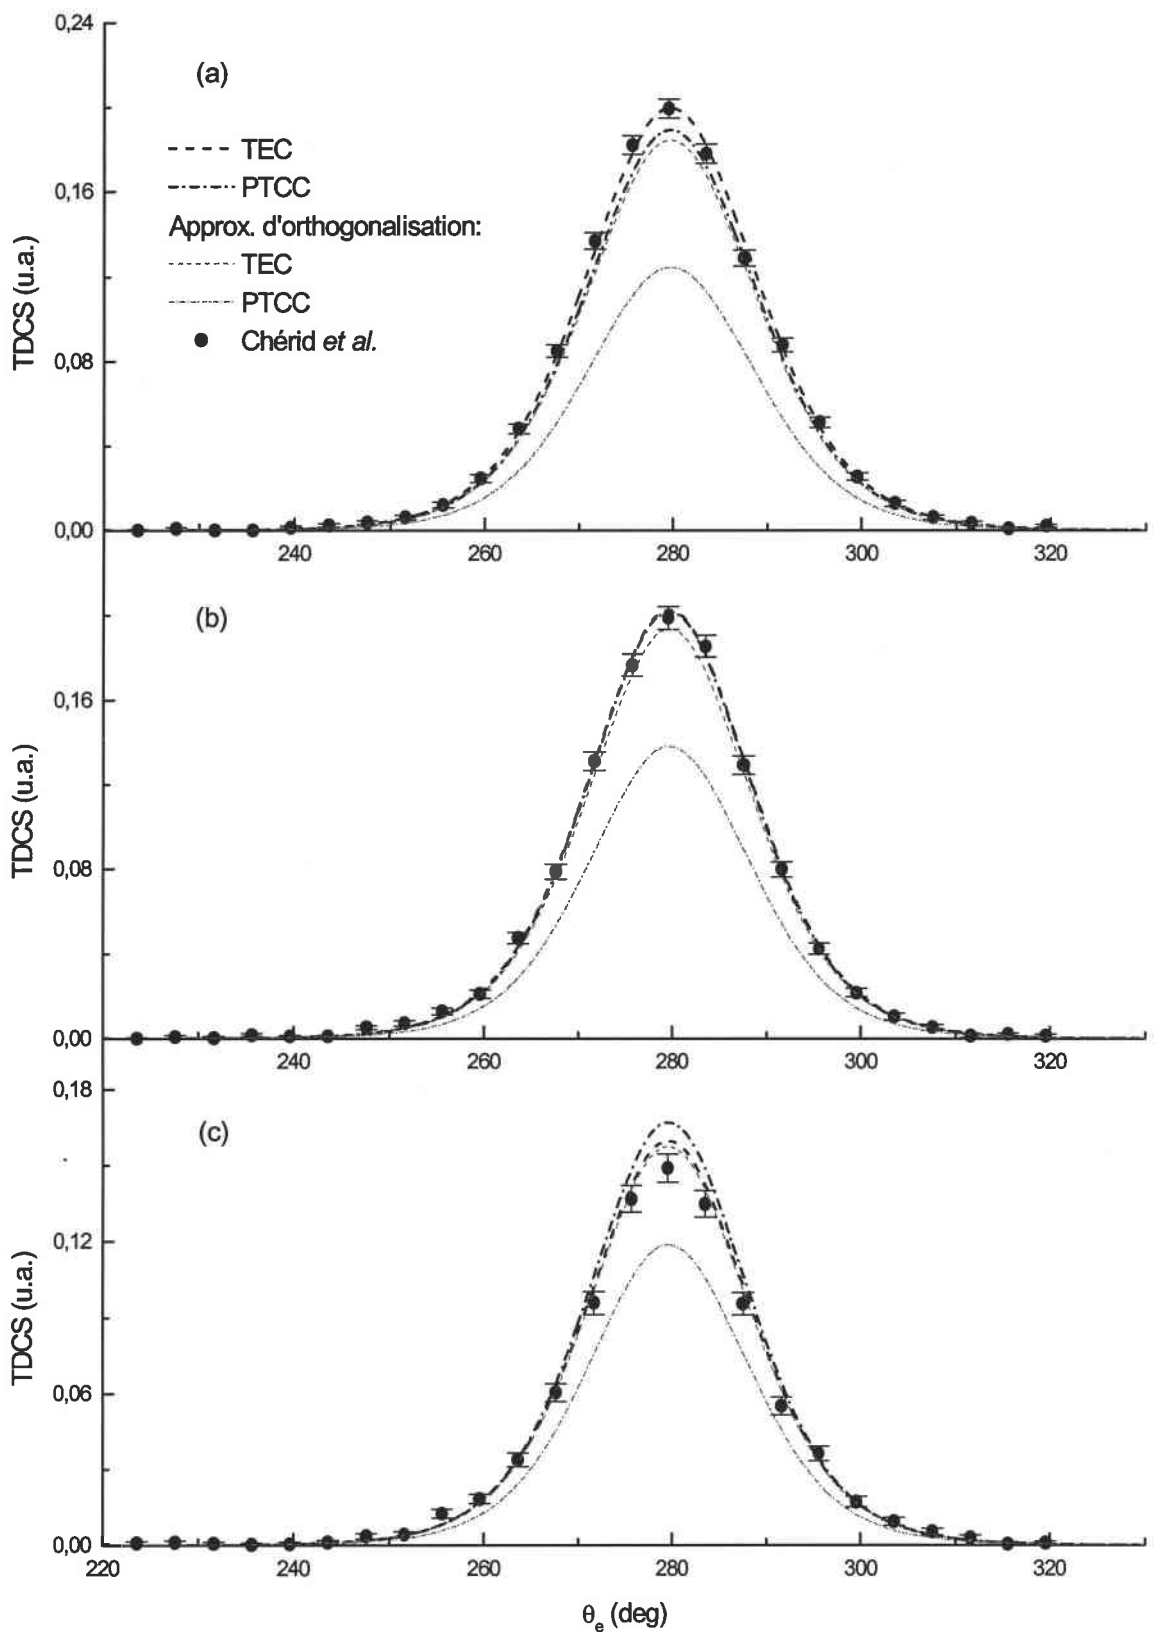 0,24
(a)
TEC
PTCC
Approx. d'orthogonalisation:
TEC
PTCC
Chérid et al.
0,16
0,08
0,00
TDCS (u.a.)
240 260 280 300 320
(b)
0,16
0,08
0,00
TDCS (u.a.)
240 260 280 300 320
0,18
(c)
0,12
0,06
0,00
TDCS (u.a.)
220 240 260 280 300 320
θe (deg)